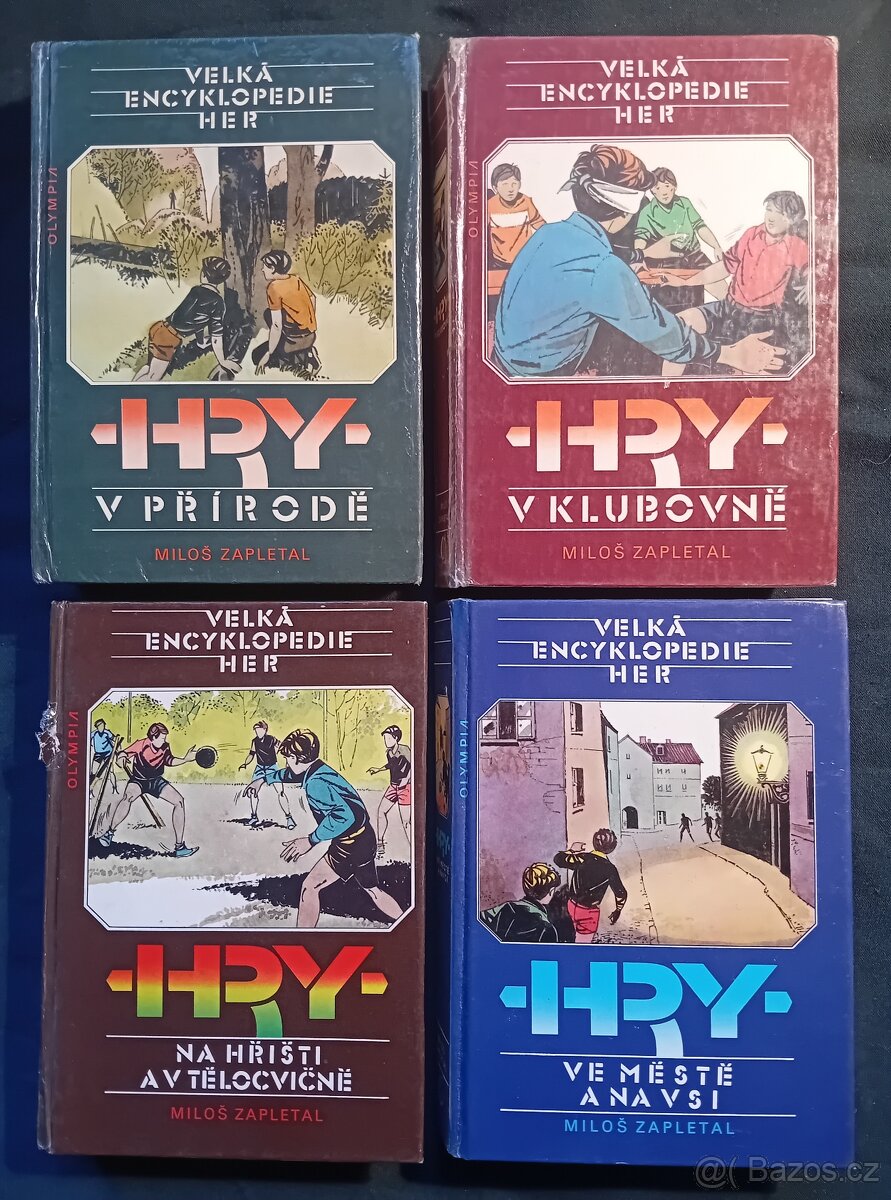 VELKÁ
ENCYKLOPEDIE
HER
OLYMPIA
HRY
V PŘÍRODĚ
MILOŠ ZAPLETAL
VELKÁ
ENCYKLOPEDIE
HER
OLYMPIA
HRY
V KLUBOVNĚ
MILOŠ ZAPLETAL
VELKÁ
ENCYKLOPEDIE
HER
OLYMPIA
HRY
NA HŘIŠTI
A V TĚLOCVIČNĚ
MILOŠ ZAPLETAL
VELKÁ
ENCYKLOPEDIE
HER
OLYMPIA
HRY
VE MĚSTĚ
A NA VSI
MILOŠ ZAPLETAL
@( Bazos.cz